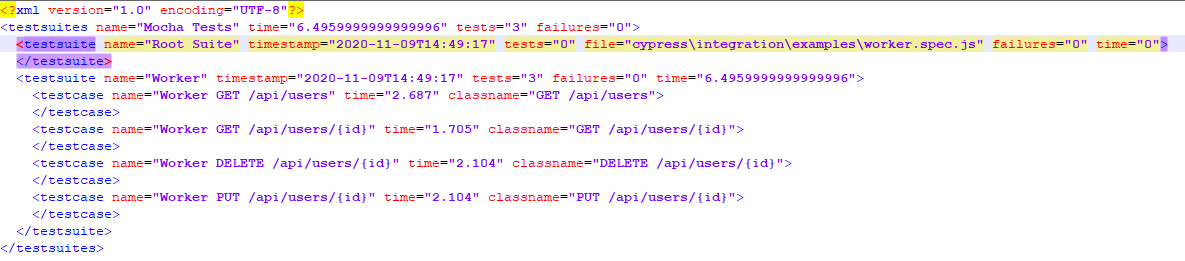 <?xml version="1.0" encoding="UTF-8"?>
<testsuites name="Mocha Tests" time="6.4959999999999996" tests="3" failures="0">
  <testsuite name="Root Suite" timestamp="2020-11-09T14:49:17" tests="0" file="cypress\integration\examples\worker.spec.js" failures="0" time="0">
  </testsuite>
  <testsuite name="Worker" timestamp="2020-11-09T14:49:17" tests="3" failures="0" time="6.4959999999999996">
    <testcase name="Worker GET /api/users" time="2.687" classname="GET /api/users">
    </testcase>
    <testcase name="Worker GET /api/users/{id}" time="1.705" classname="GET /api/users/{id}">
    </testcase>
    <testcase name="Worker DELETE /api/users/{id}" time="2.104" classname="DELETE /api/users/{id}">
    </testcase>
    <testcase name="Worker PUT /api/users/{id}" time="2.104" classname="PUT /api/users/{id}">
    </testcase>
  </testsuite>
</testsuites>